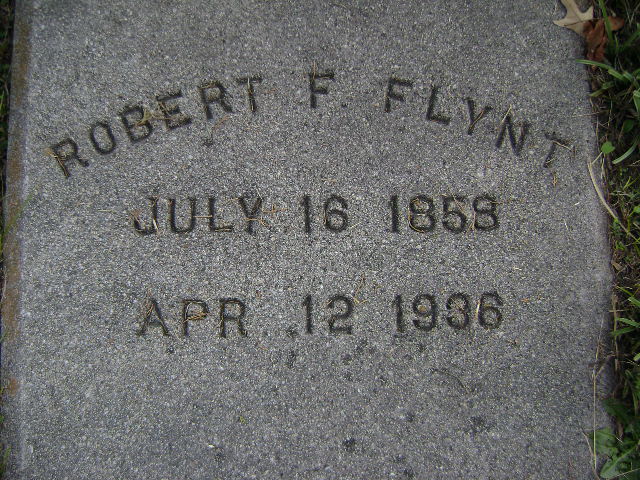 ROBERT F. FLYNT
JULY 16 1858
APR 12 1936